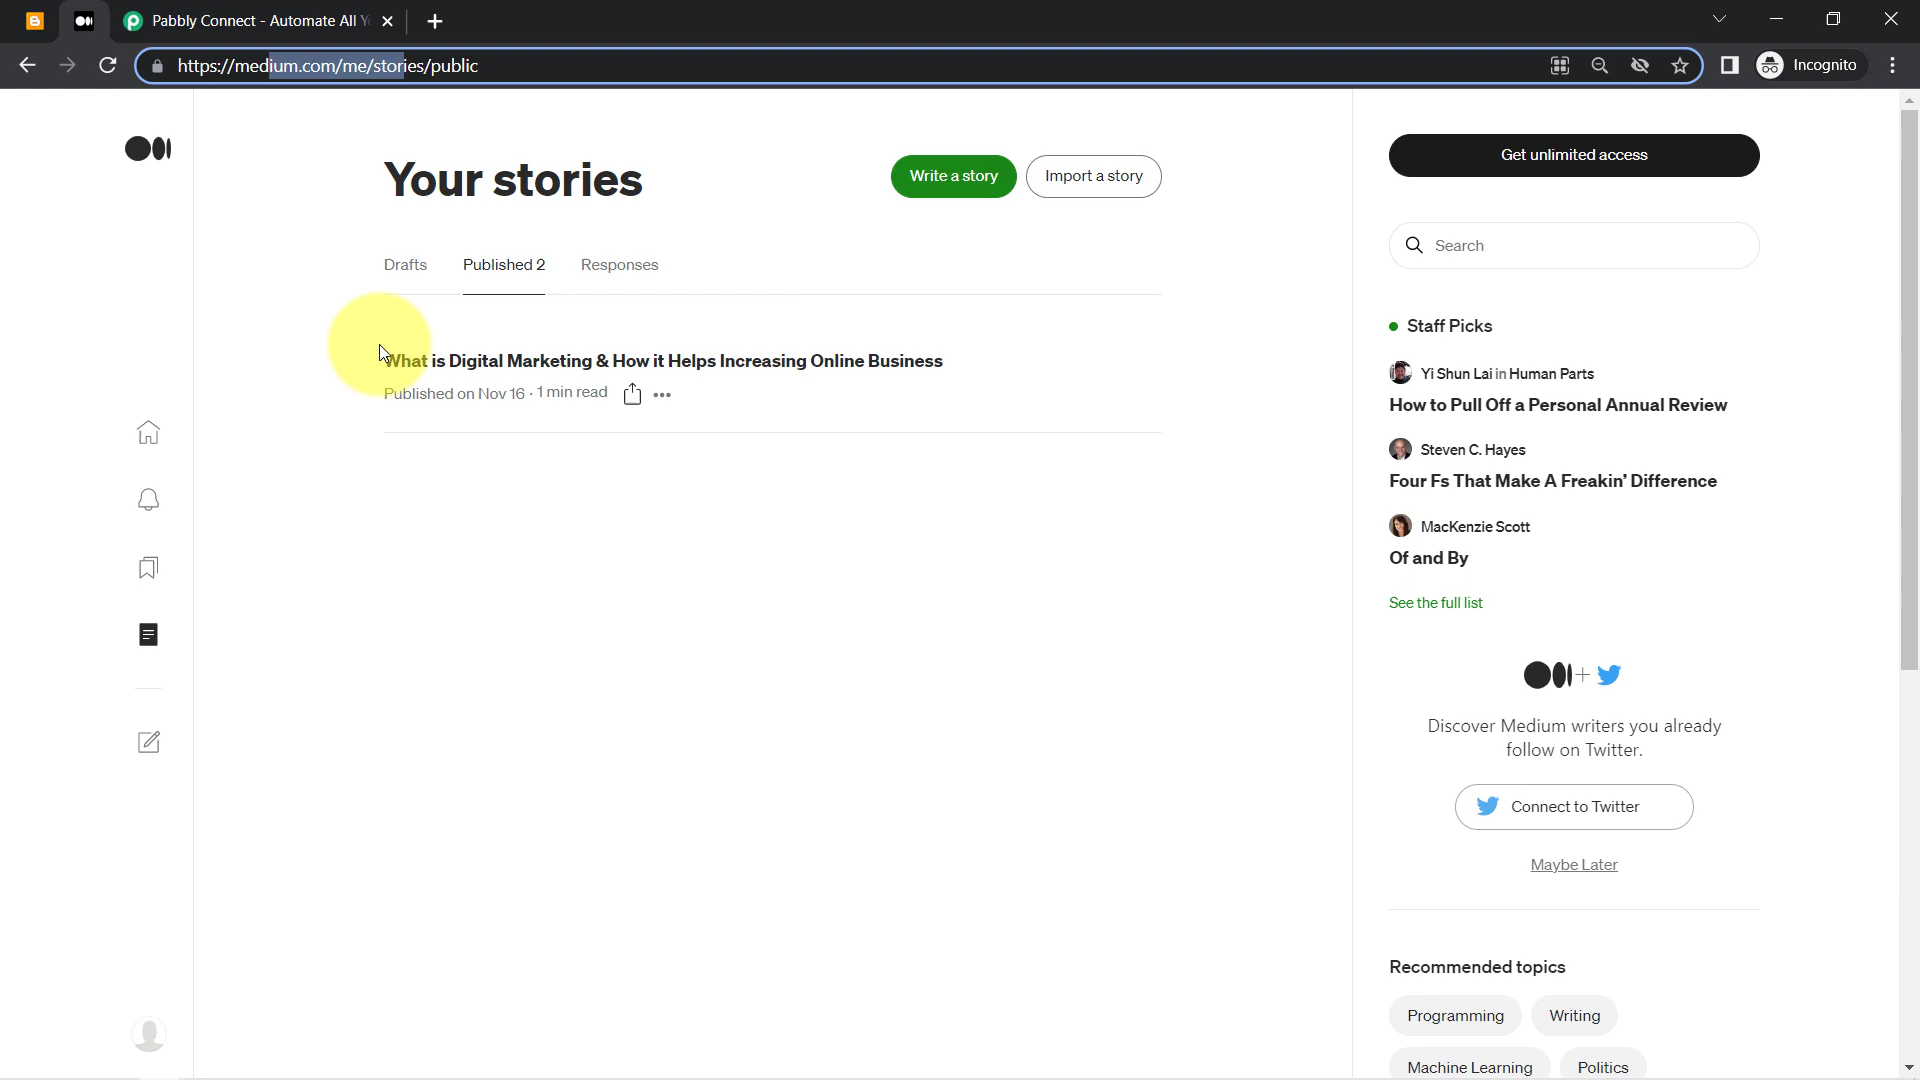 Pabbly Connect - Automate All Y
https://medium.com/me/stories/public
Incognito
Your stories
Write a story
Import a story
Drafts
Published 2
Responses
What is Digital Marketing & How it Helps Increasing Online Business
Published on Nov 16 · 1 min read
Get unlimited access
Search
Staff Picks
Yi Shun Lai in Human Parts
How to Pull Off a Personal Annual Review
Steven C. Hayes
Four Fs That Make A Freakin’ Difference
MacKenzie Scott
Of and By
See the full list
Discover Medium writers you already
follow on Twitter.
Connect to Twitter
Maybe Later
Recommended topics
Programming
Writing
Machine Learning
Politics